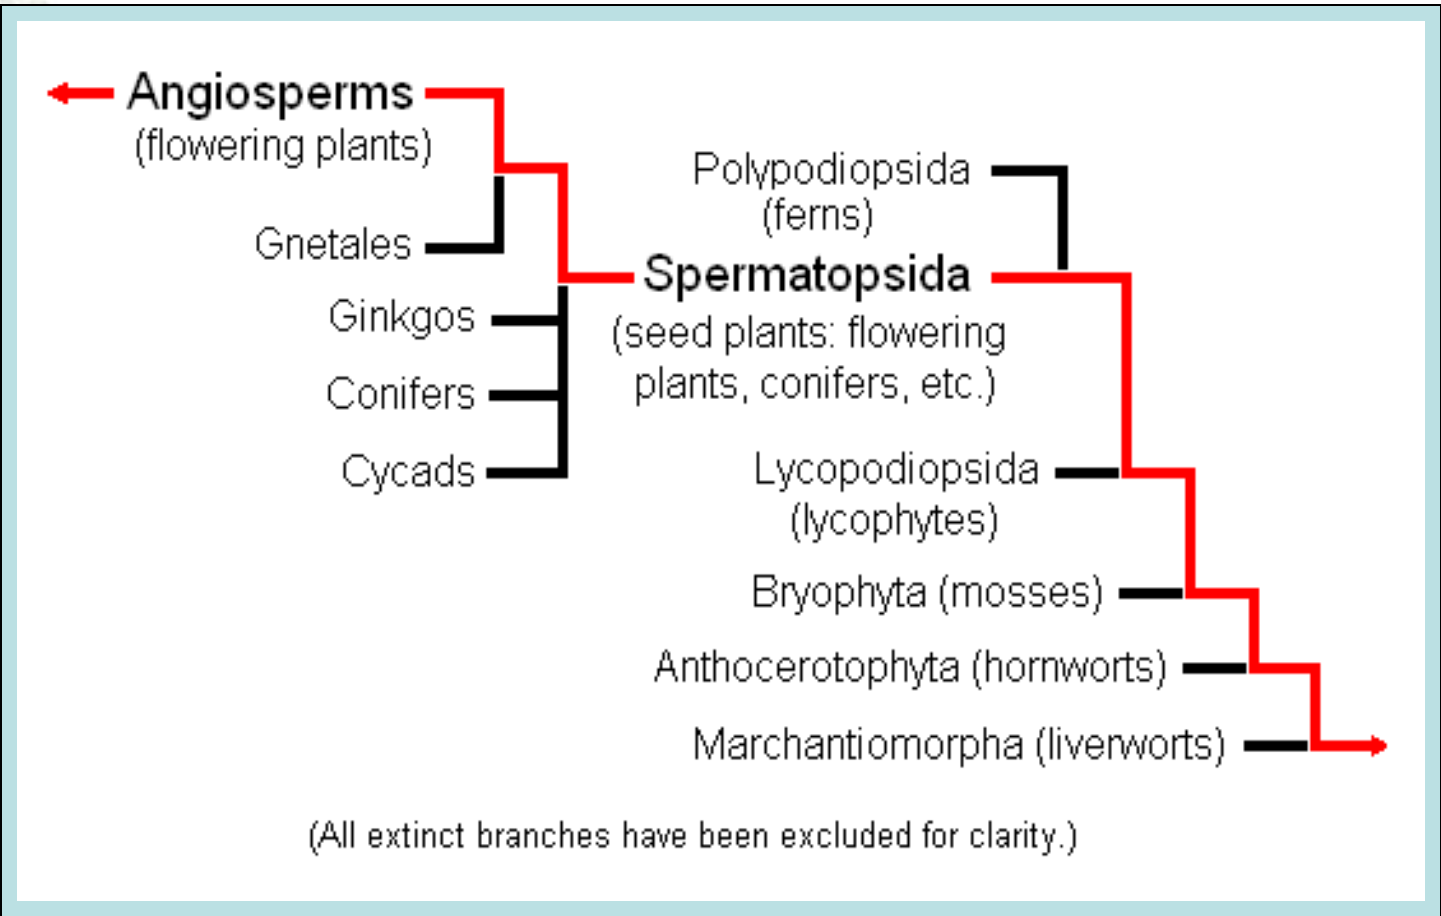 Angiosperms
(flowering plants)
Gnetales
Ginkgos
Conifers
Cycads
Polypodiopsida
(ferns)
Spermatopsida
(seed plants: flowering
plants, conifers, etc.)
Lycopodiopsida
(lycophytes)
Bryophyta (mosses)
Anthocerotophyta (hornworts)
Marchantiomorpha (liverworts)
(All extinct branches have been excluded for clarity.)